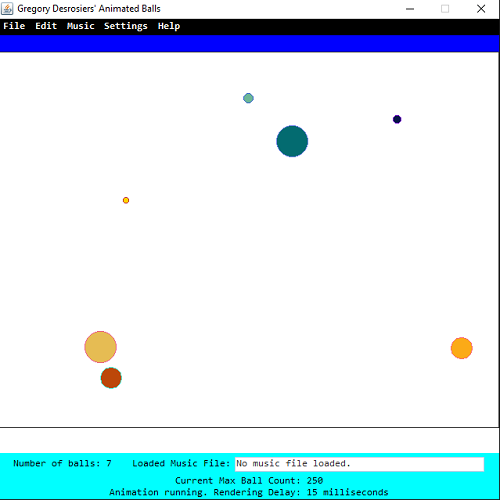 Gregory Desrosiers' Animated Balls
File Edit Music Settings Help
Number of balls: 7 Loaded Music File: No music file loaded.
Current Max Ball Count: 250
Animation running. Rendering Delay: 15 milliseconds